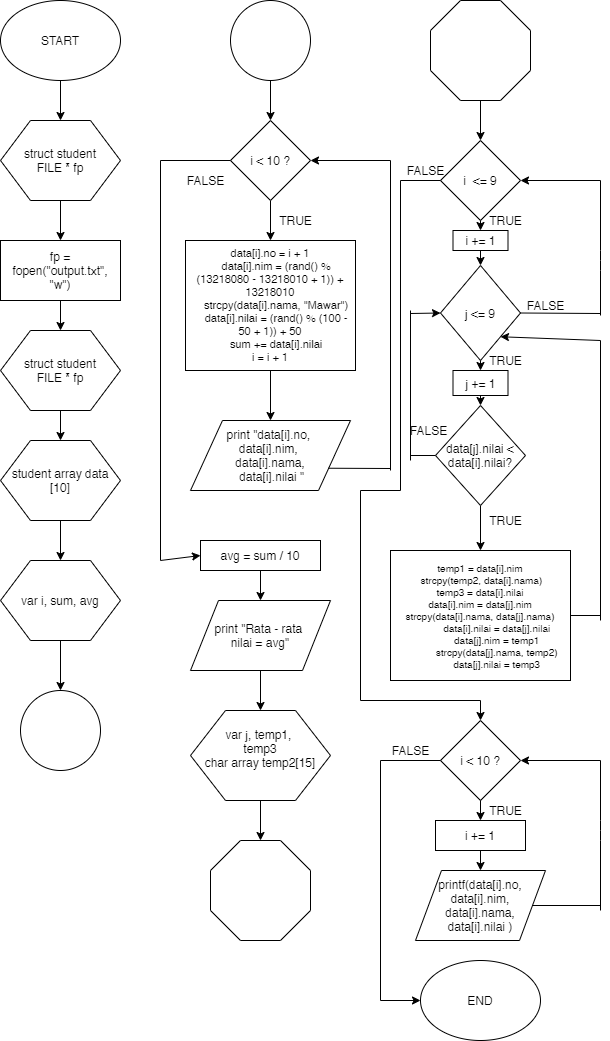 START
struct student
FILE * fp
fp =
fopen("output.txt",
"w")
struct student
FILE * fp
student array data
[10]
var i, sum, avg
i < 10 ?
FALSE
TRUE
data[i].no = i + 1
data[i].nim = (rand() %
(13218080 - 13218010 + 1)) +
13218010
strcpy(data[i].nama, "Mawar")
data[i].nilai = (rand() % (100 -
50 + 1)) + 50
sum += data[i].nilai
i = i + 1
print "data[i].no,
data[i].nim,
data[i].nama,
data[i].nilai "
avg = sum / 10
print "Rata - rata
nilai = avg"
var j, temp1,
temp3
char array temp2[15]
i <= 9
FALSE
TRUE
i += 1
j <= 9
FALSE
TRUE
j += 1
FALSE
data[j].nilai <
data[i].nilai?
TRUE
temp1 = data[i].nim
strcpy(temp2, data[i].nama)
temp3 = data[i].nilai
data[i].nim = data[j].nim
strcpy(data[i].nama, data[j].nama)
data[i].nilai = data[j].nilai
data[j].nim = temp1
strcpy(data[j].nama, temp2)
data[j].nilai = temp3
FALSE
i < 10 ?
TRUE
i += 1
printf(data[i].no,
data[i].nim,
data[i].nama,
data[i].nilai )
END